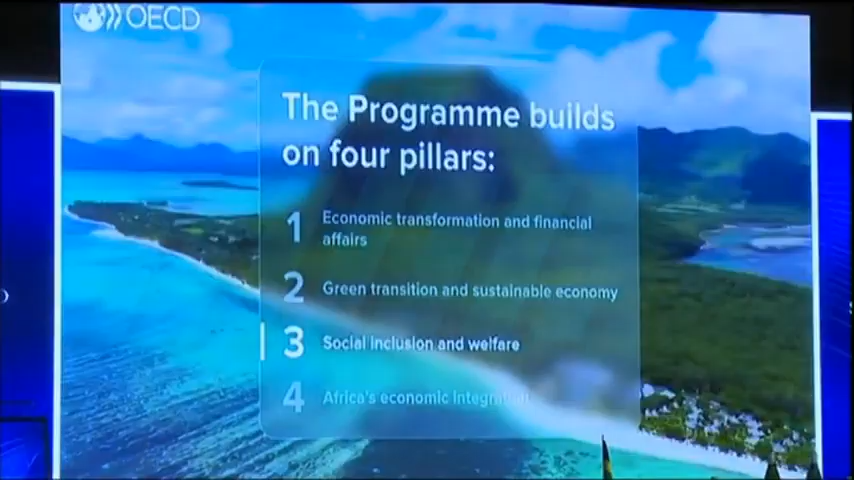 OECD
The Programme builds
on four pillars:
1 Economic transformation and financial
affairs
2 Green transition and sustainable economy
3 Social inclusion and welfare
4 Africa's economic integration